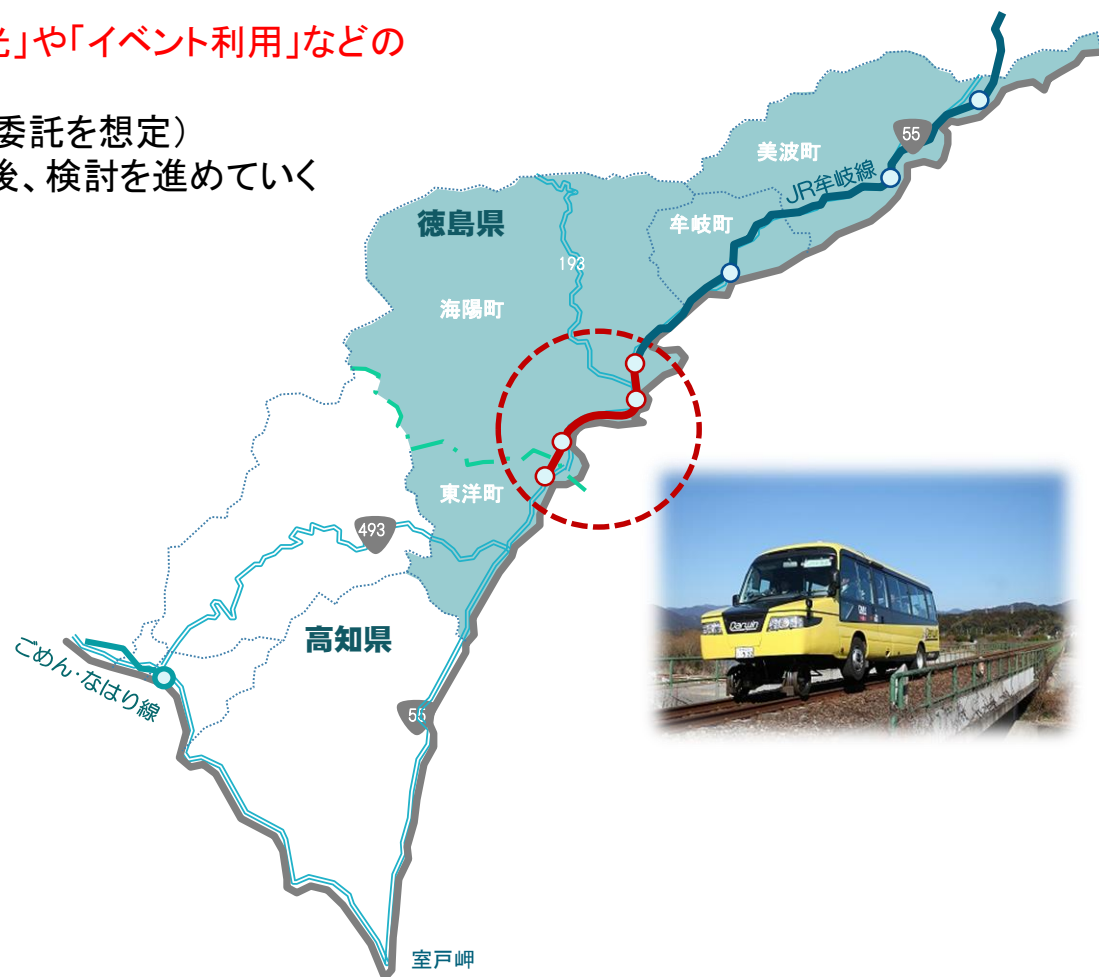 光」や「イベント利用」などの
委託を想定）
後、検討を進めていく
55
美波町
JR牟岐線
牟岐町
徳島県
193
海陽町
東洋町
493
高知県
ごめん・なはり線
55
Darwin
室戸岬